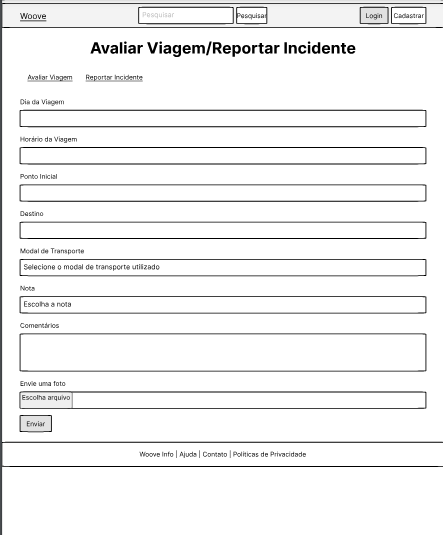 Woove Pesquisar Pesquisar Login Cadastrar
Avaliar Viagem/Reportar Incidente
Avaliar Viagem Reportar Incidente
Dia da Viagem
Horário da Viagem
Ponto Inicial
Destino
Modal de Transporte
Selecione o modal de transporte utilizado
Nota
Escolha a nota
Comentários
Envie uma foto
Escolha arquivo
Enviar
Woove Info | Ajuda | Contato | Políticas de Privacidade